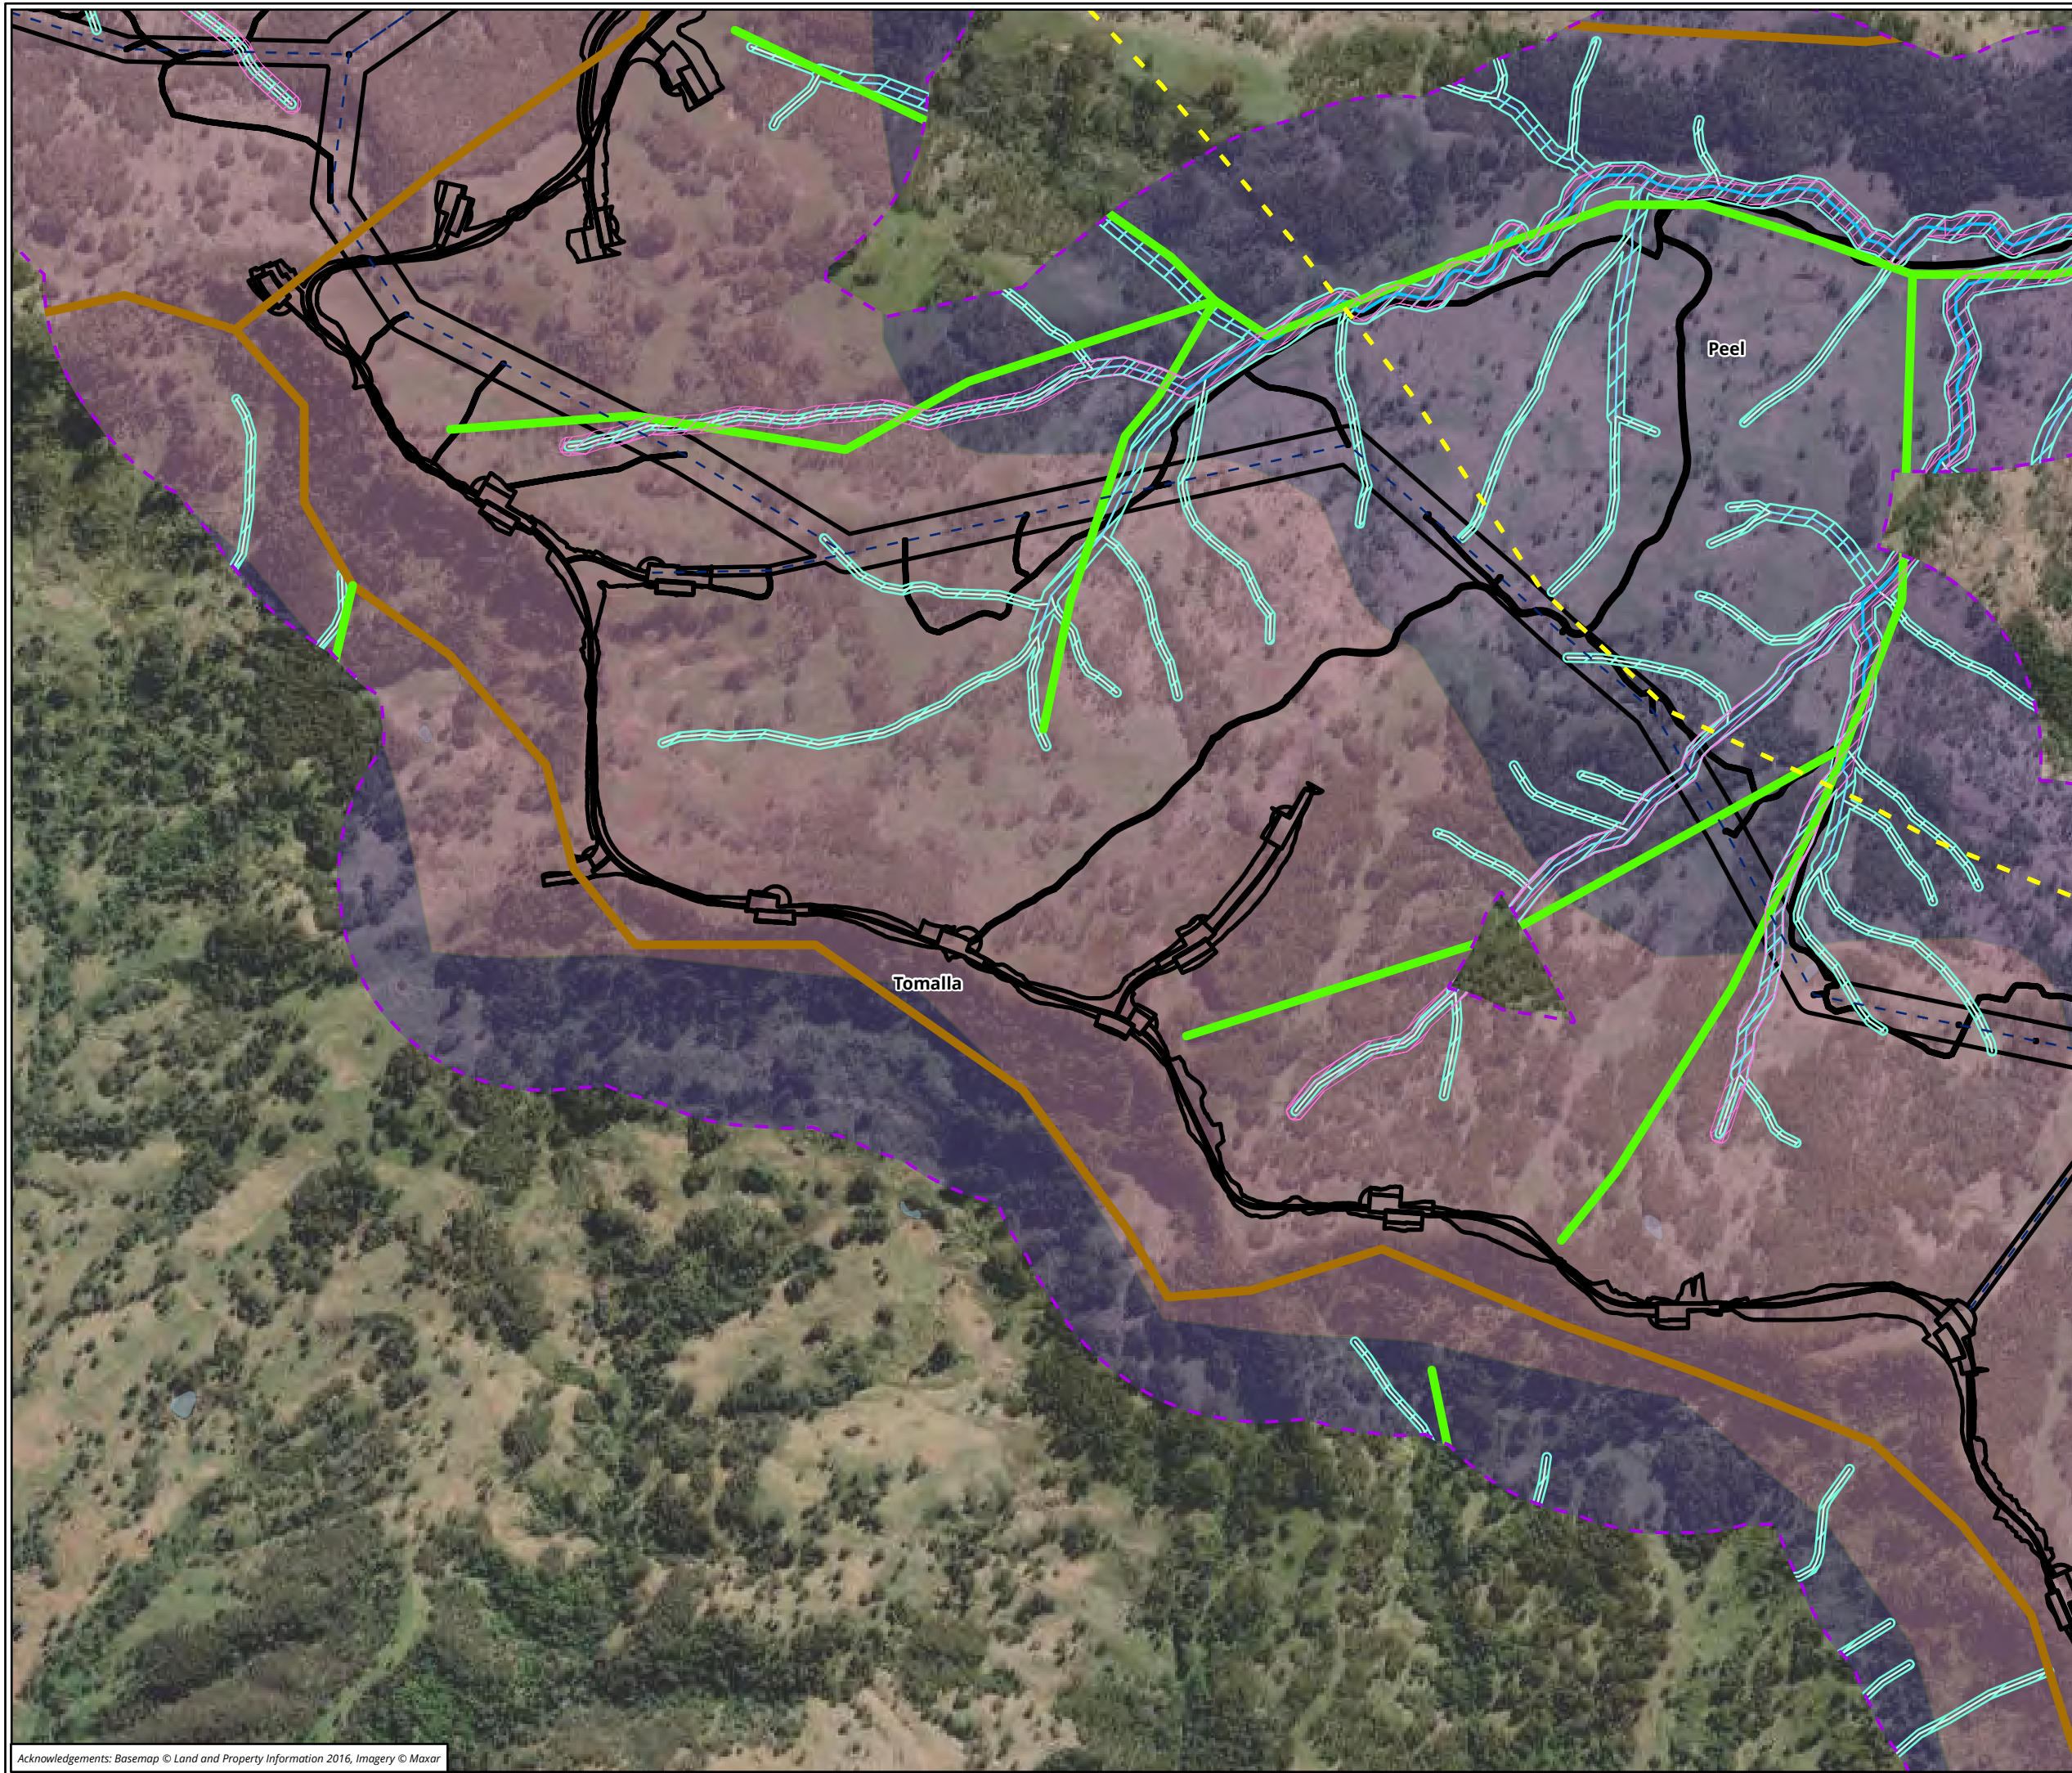 Peel
Tomalla
Acknowledgements: Basemap © Land and Property Information 2016, Imagery © Maxar